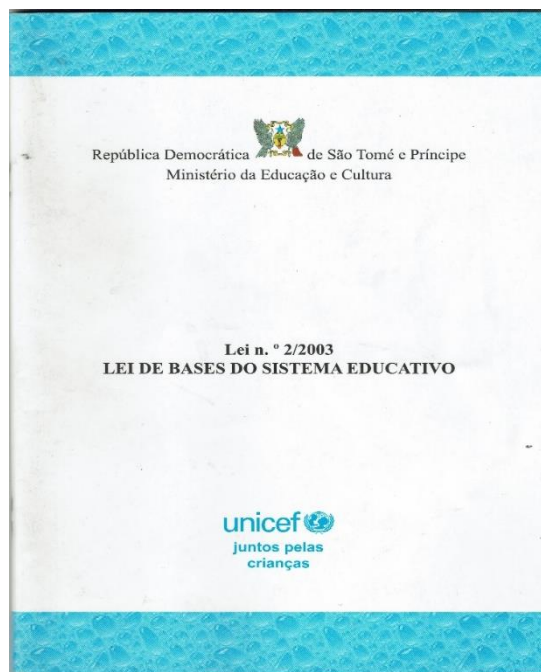 República Democrática de São Tomé e Príncipe
Ministério da Educação e Cultura
Lei n. º 2/2003
LEI DE BASES DO SISTEMA EDUCATIVO
unicef
juntos pelas
crianças